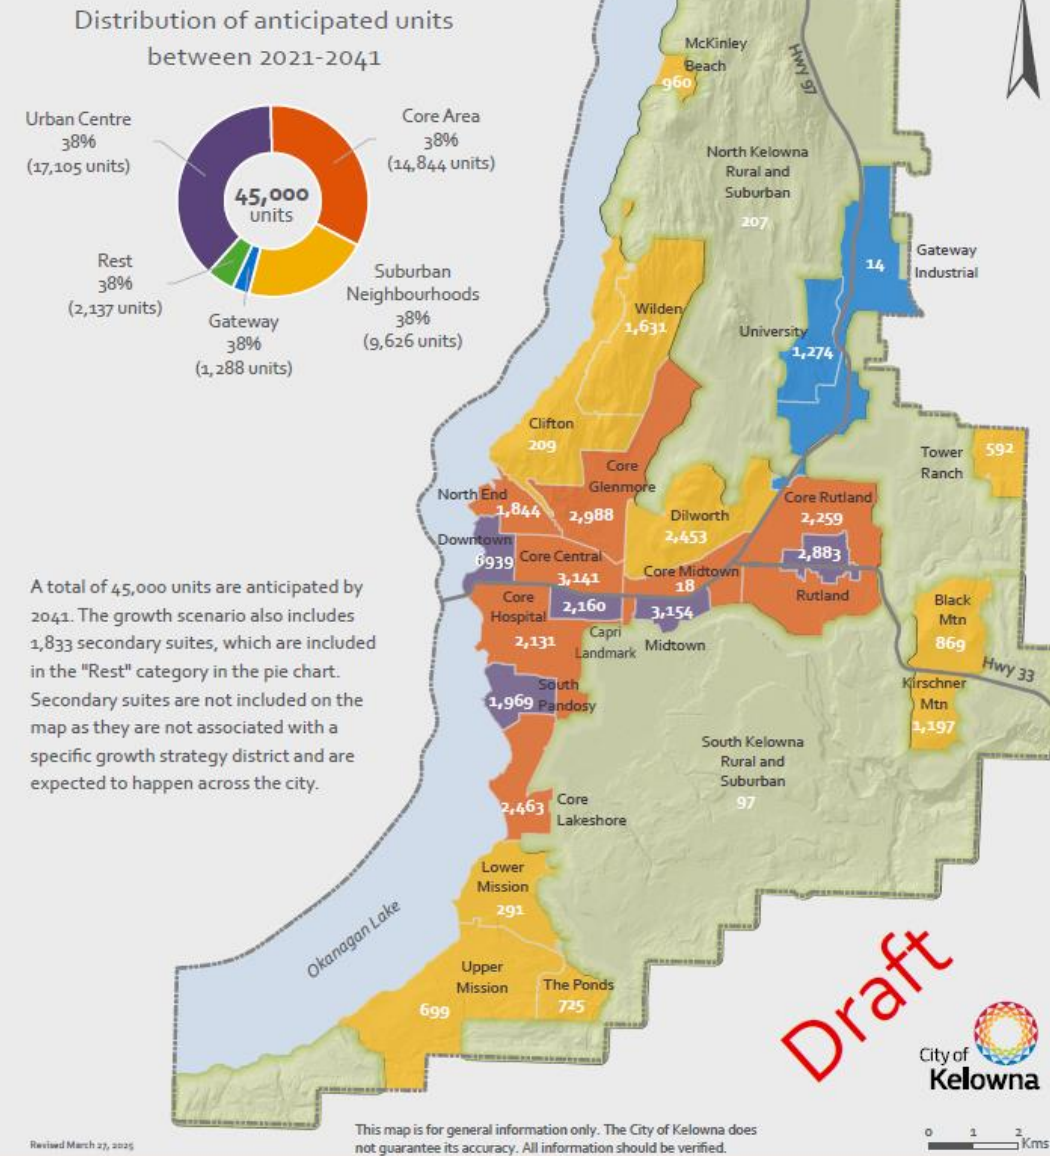 Distribution of anticipated units
between 2021-2041
Urban Centre
38%
(17,105 units)
Core Area
38%
(14,844 units)
45,000
units
Rest
38%
(2,137 units)
Gateway
38%
(1,288 units)
Suburban
Neighbourhoods
38%
(9,626 units)
A total of 45,000 units are anticipated by
2041. The growth scenario also includes
1,833 secondary suites, which are included
in the "Rest" category in the pie chart.
Secondary suites are not included on the
map as they are not associated with a
specific growth strategy district and are
expected to happen across the city.
McKinley
Beach
960
Hwy 97
North Kelowna
Rural and
Suburban
207
14
Gateway
Industrial
Wilden
1,631
University
1,274
Clifton
209
Tower
Ranch
592
Core
Glenmore
2,988
North End
1,844
Dilworth
2,453
Core Rutland
2,259
Downtown
6939
Core Central
3,141
2,883
Core Midtown
18
Rutland
Core
Hospital
2,131
2,160
Capri
Landmark
3,154
Midtown
Black
Mtn
869
Hwy 33
Kirschner
Mtn
1,197
South
Pandosy
1,969
South Kelowna
Rural and
Suburban
97
2,463
Core
Lakeshore
Lower
Mission
291
Okanagan Lake
Upper
Mission
699
The Ponds
725
Draft
City of
Kelowna
Revised March 27, 2025
This map is for general information only. The City of Kelowna does
not guarantee its accuracy. All information should be verified.
0 1 2
Kms